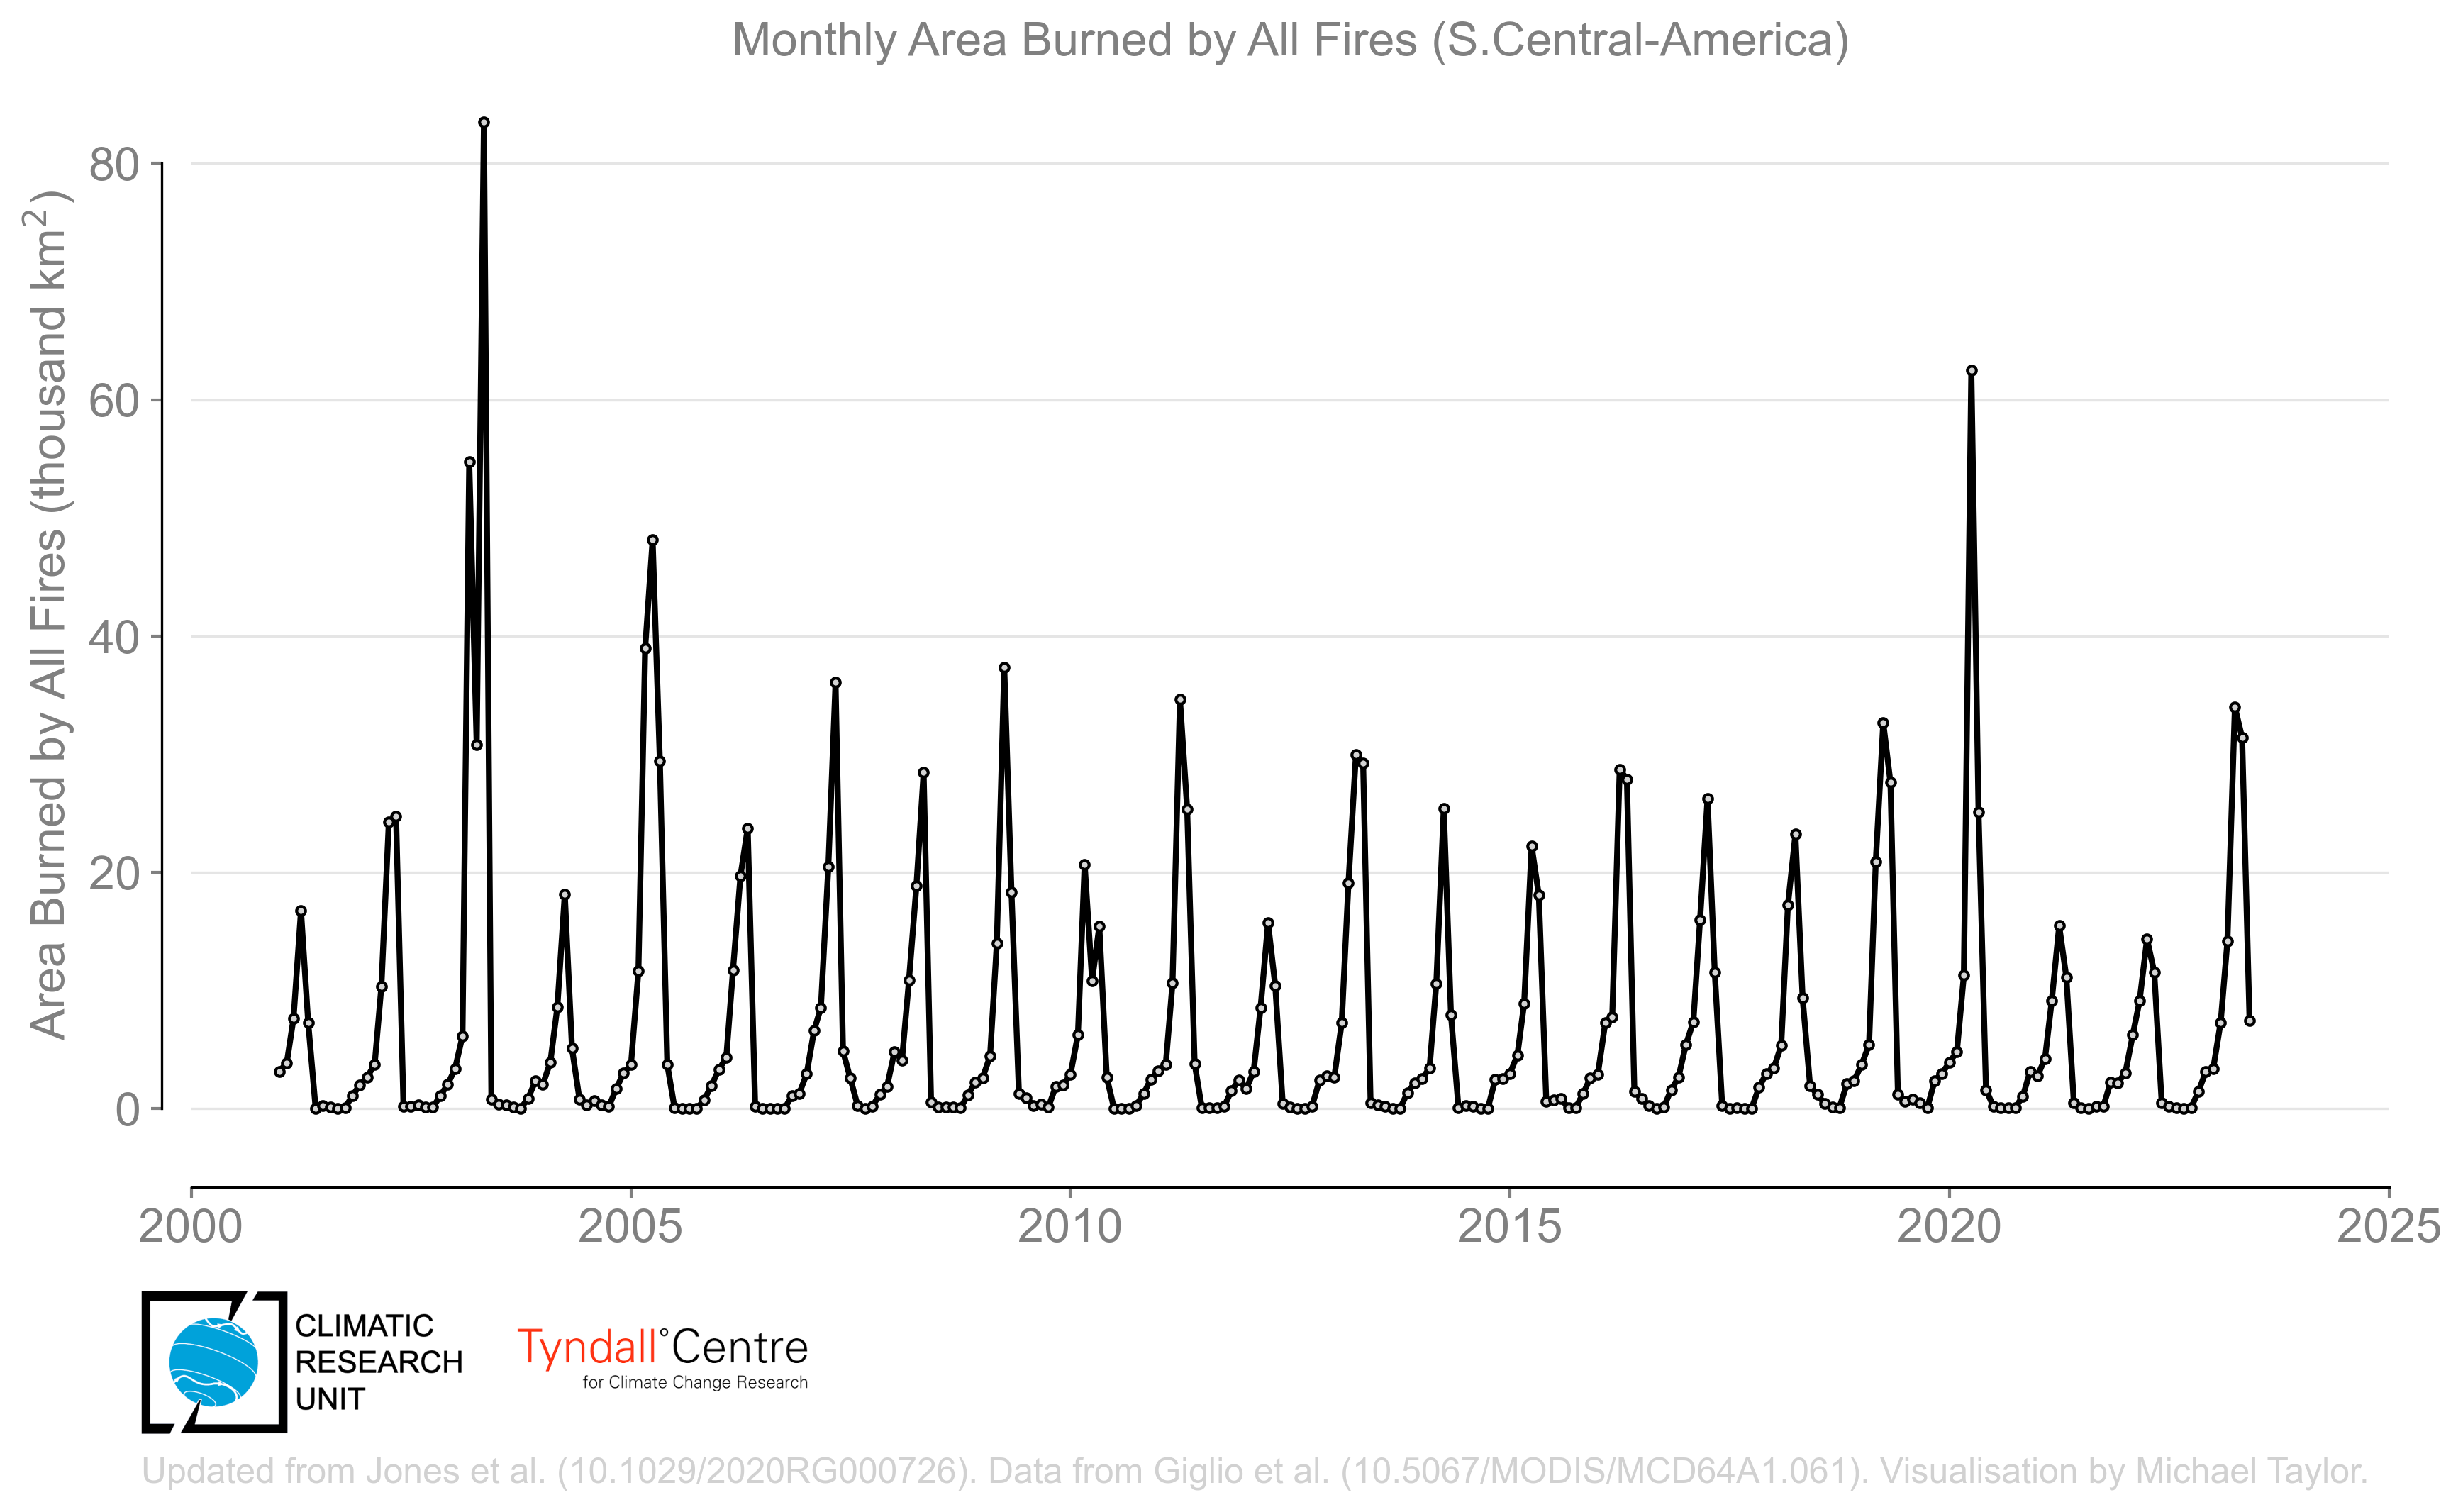 Monthly Area Burned by All Fires (S.Central-America)
Area Burned by All Fires (thousand km²)
80
60
40
20
0
2000 2005 2010 2015 2020 2025
CLIMATIC
RESEARCH
UNIT
Tyndall°Centre
for Climate Change Research
Updated from Jones et al. (10.1029/2020RG000726). Data from Giglio et al. (10.5067/MODIS/MCD64A1.061). Visualisation by Michael Taylor.